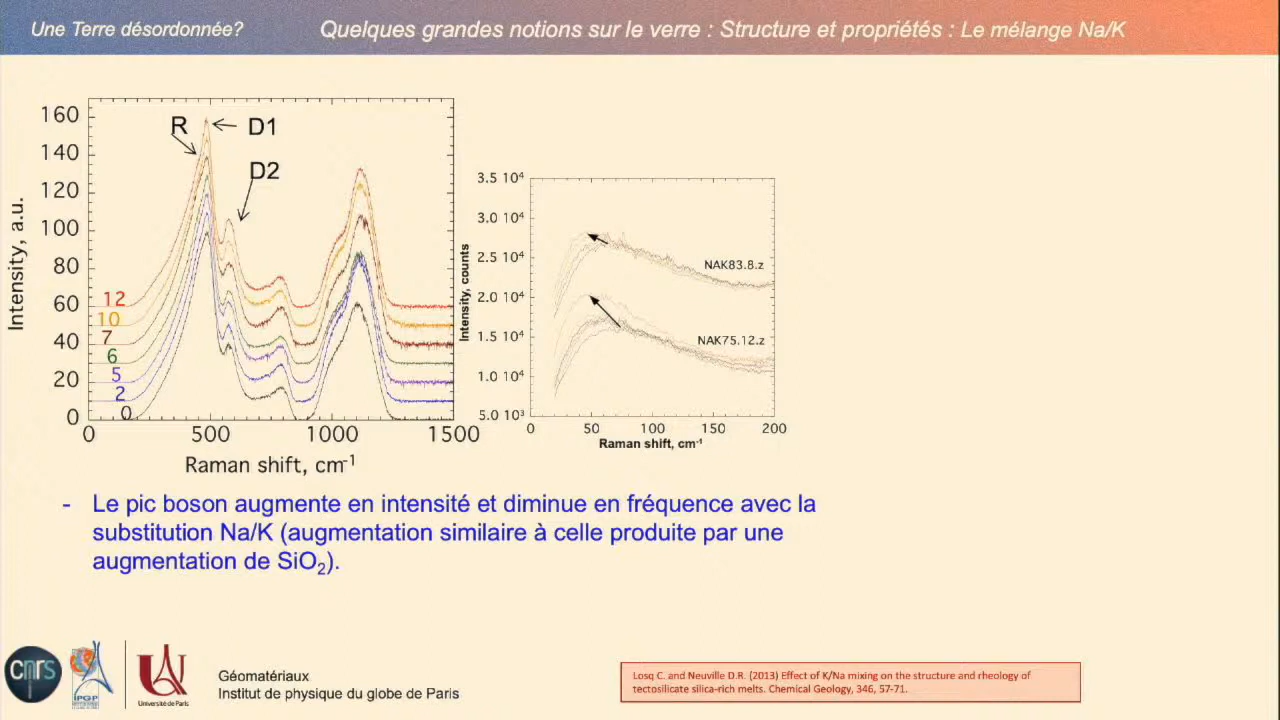 Une Terre désordonnée?
Quelques grandes notions sur le verre : Structure et propriétés : Le mélange Na/K
160
140
120
100
80
60
40
20
0
Intensity, a.u.
R
D1
D2
12
10
7
6
5
2
0
0
500
1000
1500
Raman shift, cm⁻¹
3.5 10⁴
3.0 10⁴
2.5 10⁴
2.0 10⁴
1.5 10⁴
1.0 10⁴
5.0 10³
Intensity, counts
NAK83.8.z
NAK75.12.z
0
50
100
150
200
Raman shift, cm⁻¹
- Le pic boson augmente en intensité et diminue en fréquence avec la
substitution Na/K (augmentation similaire à celle produite par une
augmentation de SiO₂).
cnrs
IPGP
Université de Paris
Géomatériaux
Institut de physique du globe de Paris
Losq C. and Neuville D.R. (2013) Effect of K/Na mixing on the structure and rheology of
tectosilicate silica-rich melts. Chemical Geology, 346, 57-71.